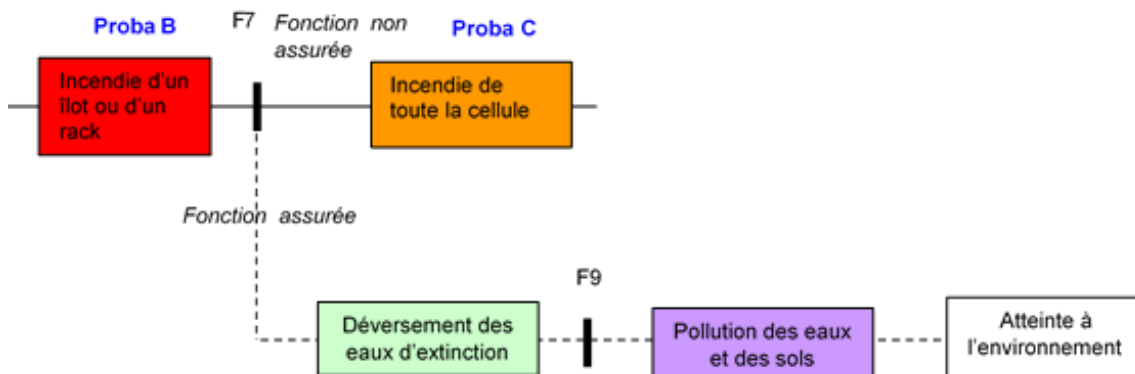 Proba B
F7
Fonction non
assurée
Proba C
Incendie d'un
îlot ou d'un
rack
Incendie de
toute la cellule
Fonction assurée
F9
Déversement des
eaux d'extinction
Pollution des eaux
et des sols
Atteinte à
l'environnement